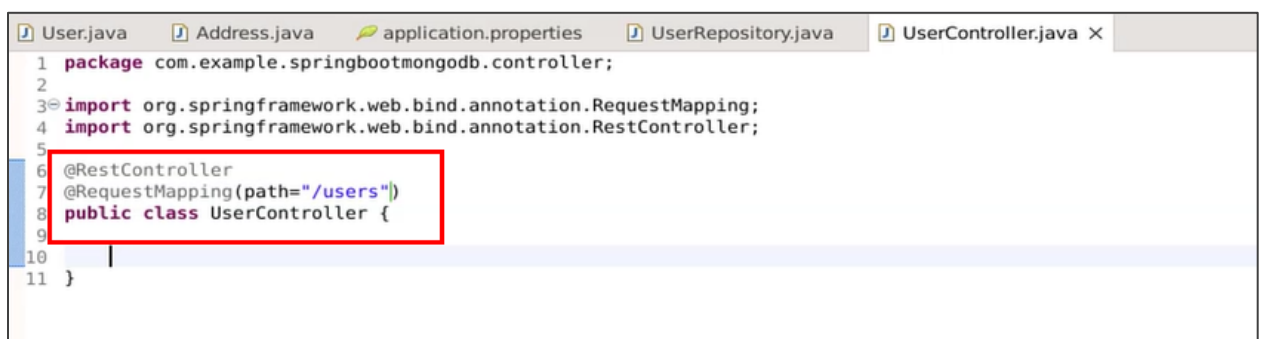 User.java Address.java application.properties UserRepository.java UserController.java ×
1 package com.example.springbootmongodb.controller;
2
3 import org.springframework.web.bind.annotation.RequestMapping;
4 import org.springframework.web.bind.annotation.RestController;
5
6 @RestController
7 @RequestMapping(path="/users")
8 public class UserController {
9
10
11 }